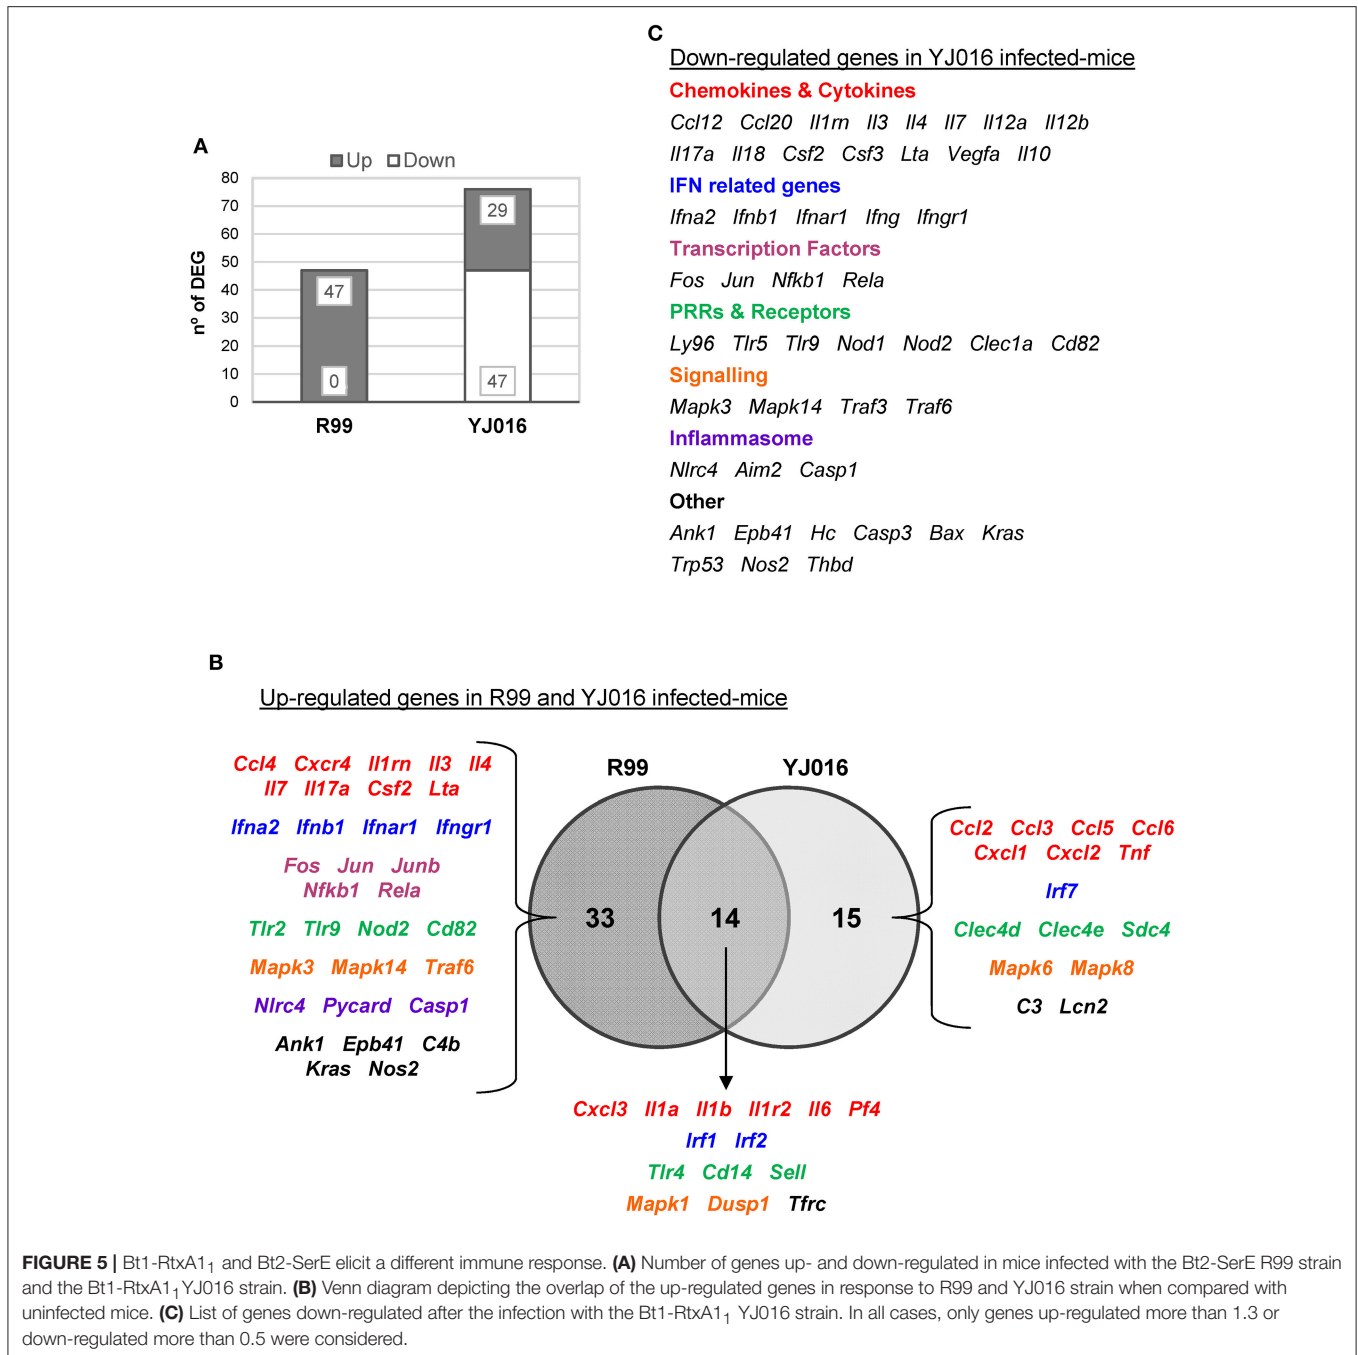 A
Up Down
nº of DEG
80
70
60
50
40
30
20
10
0
47
0
29
47
R99 YJ016
C
Down-regulated genes in YJ016 infected-mice
Chemokines & Cytokines
Ccl12 Ccl20 Il1rn Il3 Il4 Il7 Il12a Il12b
Il17a Il18 Csf2 Csf3 Lta Vegfa Il10
IFN related genes
Ifna2 Ifnb1 Ifnar1 Ifng Ifngr1
Transcription Factors
Fos Jun Nfkb1 Rela
PRRs & Receptors
Ly96 Tlr5 Tlr9 Nod1 Nod2 Clec1a Cd82
Signalling
Mapk3 Mapk14 Traf3 Traf6
Inflammasome
Nlrc4 Aim2 Casp1
Other
Ank1 Epb41 Hc Casp3 Bax Kras
Trp53 Nos2 Thbd
B
Up-regulated genes in R99 and YJ016 infected-mice
Ccl4 Cxcr4 Il1rn Il3 Il4
Il7 Il17a Csf2 Lta
Ifna2 Ifnb1 Ifnar1 Ifngr1
Fos Jun Junb
Nfkb1 Rela
Tlr2 Tlr9 Nod2 Cd82
Mapk3 Mapk14 Traf6
Nlrc4 Pycard Casp1
Ank1 Epb41 C4b
Kras Nos2
R99 YJ016
33 14 15
Ccl2 Ccl3 Ccl5 Ccl6
Cxcl1 Cxcl2 Tnf
Irf7
Clec4d Clec4e Sdc4
Mapk6 Mapk8
C3 Lcn2
Cxcl3 Il1a Il1b Il1r2 Il6 Pf4
Irf1 Irf2
Tlr4 Cd14 Sell
Mapk1 Dusp1 Tfrc
FIGURE 5 | Bt1-RtxA1₁ and Bt2-SerE elicit a different immune response. (A) Number of genes up- and down-regulated in mice infected with the Bt2-SerE R99 strain
and the Bt1-RtxA1₁ YJ016 strain. (B) Venn diagram depicting the overlap of the up-regulated genes in response to R99 and YJ016 strain when compared with
uninfected mice. (C) List of genes down-regulated after the infection with the Bt1-RtxA1₁ YJ016 strain. In all cases, only genes up-regulated more than 1.3 or
down-regulated more than 0.5 were considered.